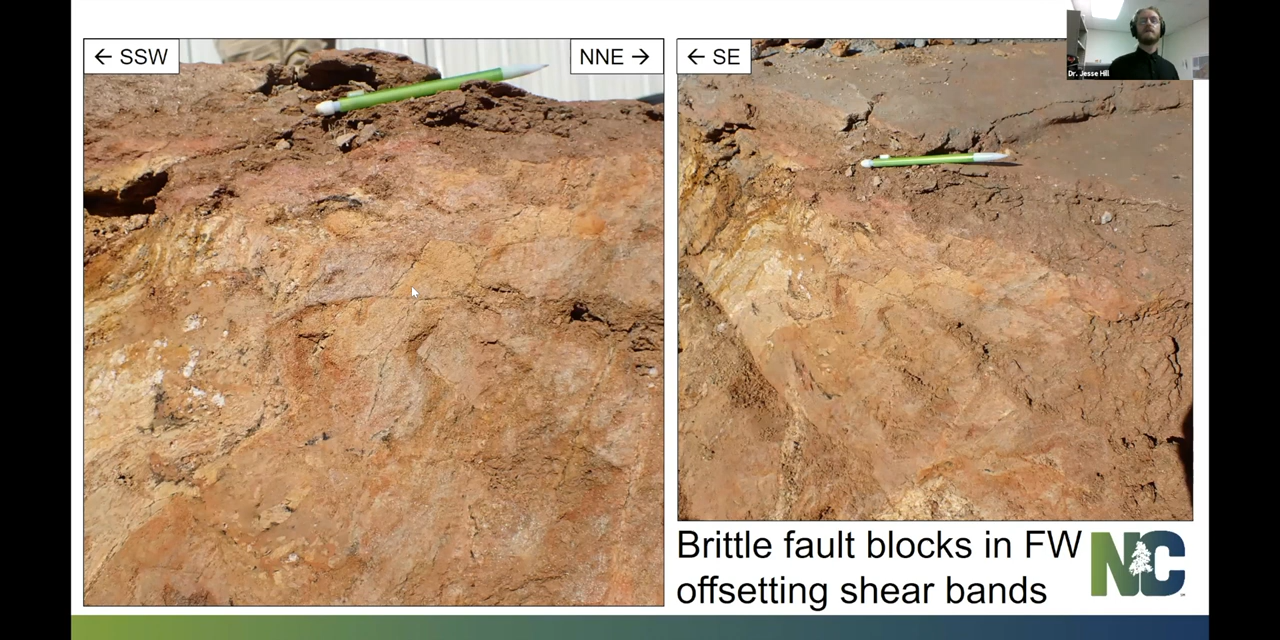 ← SSW
NNE →
← SE
Dr. Jesse Hill
Brittle fault blocks in FW
offsetting shear bands
NC